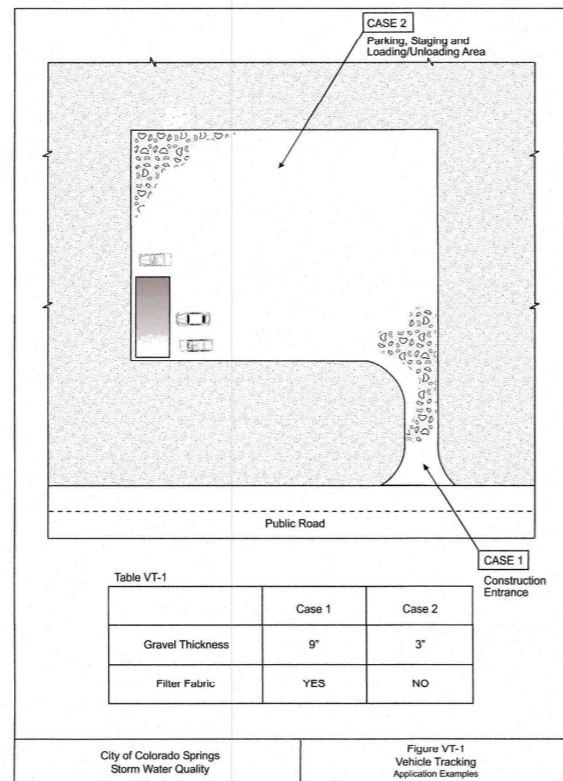 CASE 2
Parking, Staging and
Loading/Unloading Area
Public Road
CASE 1
Construction
Entrance
Table VT-1
Case 1 Case 2
Gravel Thickness 9" 3"
Filter Fabric YES NO
City of Colorado Springs
Storm Water Quality
Figure VT-1
Vehicle Tracking
Application Examples